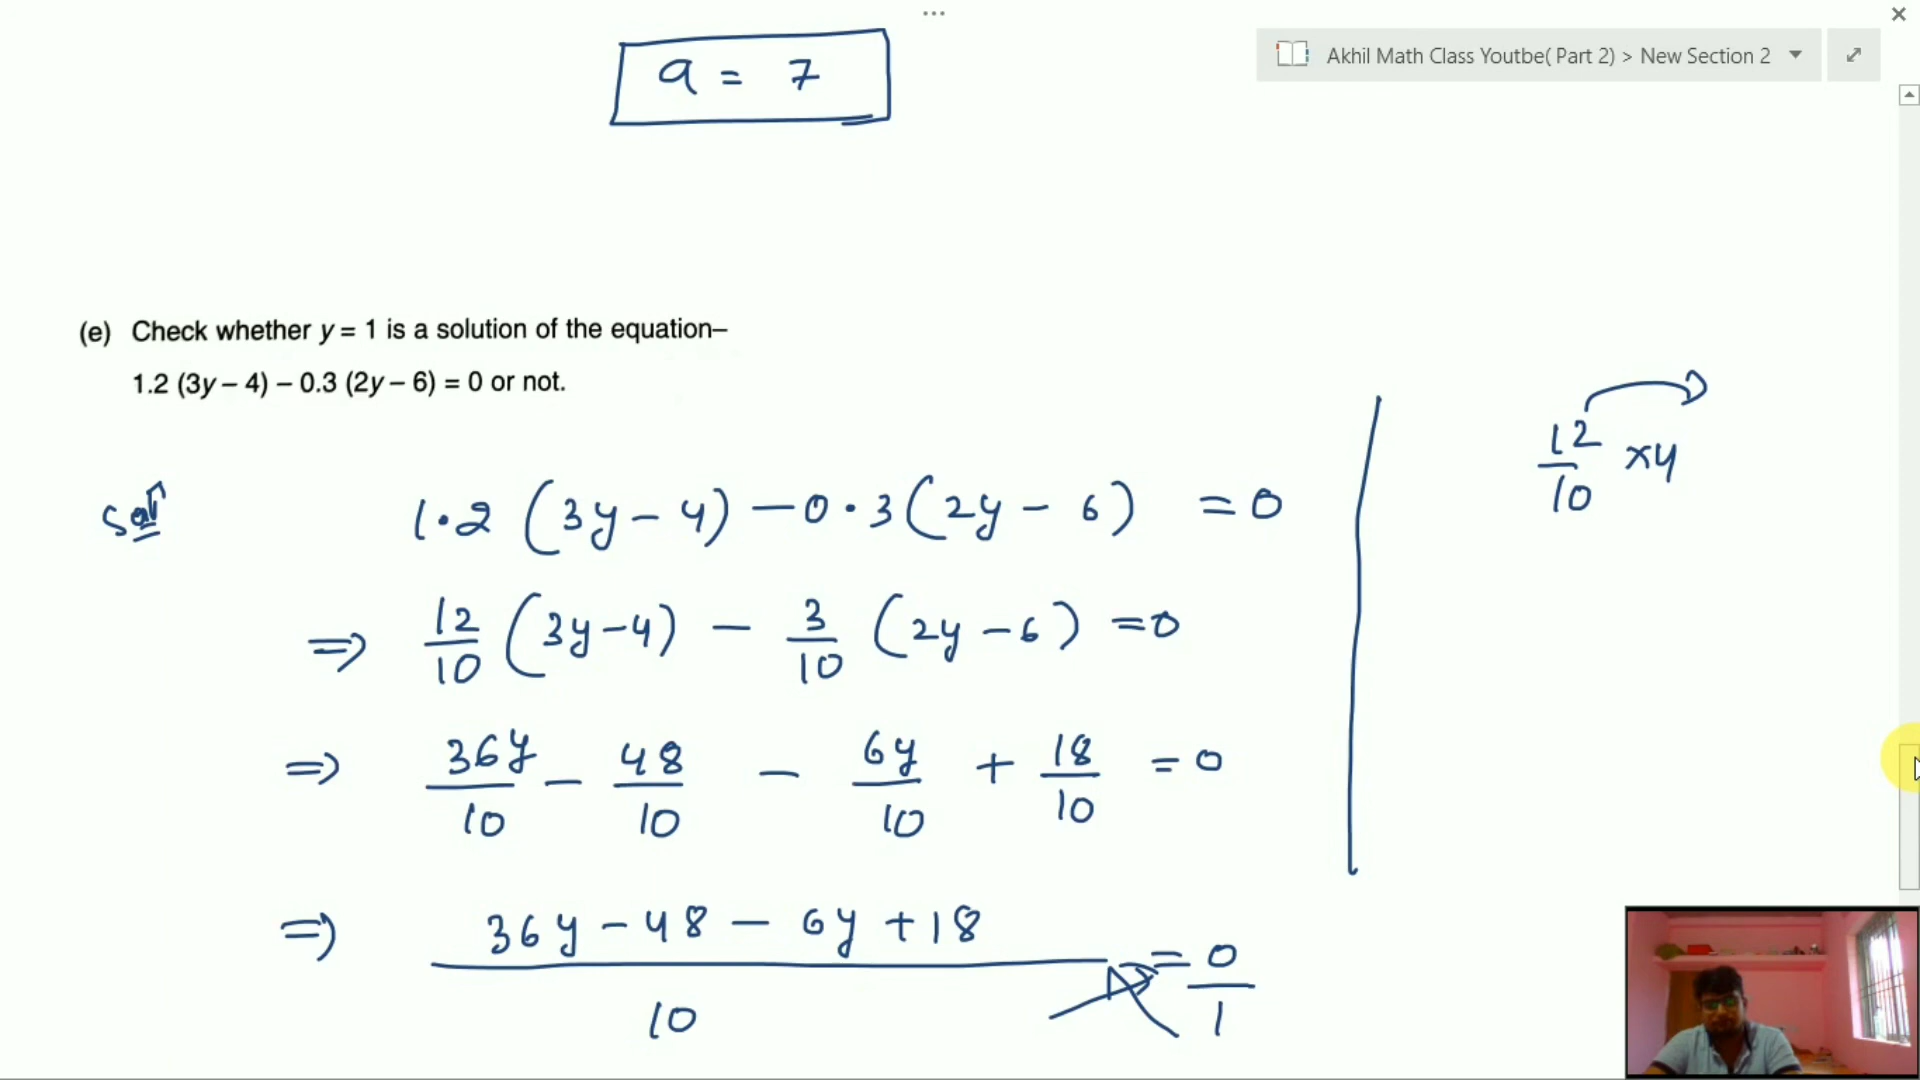 a = 7
Akhil Math Class Youtbe( Part 2) > New Section 2
(e) Check whether y = 1 is a solution of the equation–
1.2 (3y – 4) – 0.3 (2y – 6) = 0 or not.
12/10 ×4
Solⁿ 1·2 (3y – 4) – 0·3 (2y – 6) = 0
⇒ 12/10 (3y–4) – 3/10 (2y –6) =0
⇒ 36y/10 – 48/10 – 6y/10 + 18/10 = 0
⇒ (36y – 48 – 6y + 18)/10 = 0/1